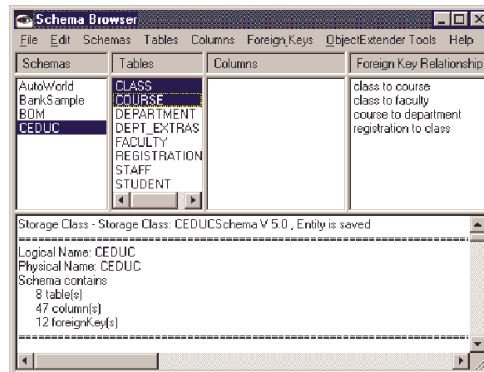 Schema Browser
File Edit Schemas Tables Columns Foreign Keys ObjectExtender Tools Help
Schemas Tables Columns Foreign Key Relationship
AutoWorld
BankSample
BOM
CEDUC
CLASS
COURSE
DEPARTMENT
DEPT_EXTRAS
FACULTY
REGISTRATION
STAFF
STUDENT
class to course
class to faculty
course to department
registration to class
Storage Class - Storage Class: CEDUCSchema V 5.0 , Entity is saved
Logical Name: CEDUC
Physical Name: CEDUC
Schema contains
8 table(s)
47 column(s)
12 foreignKey(s)